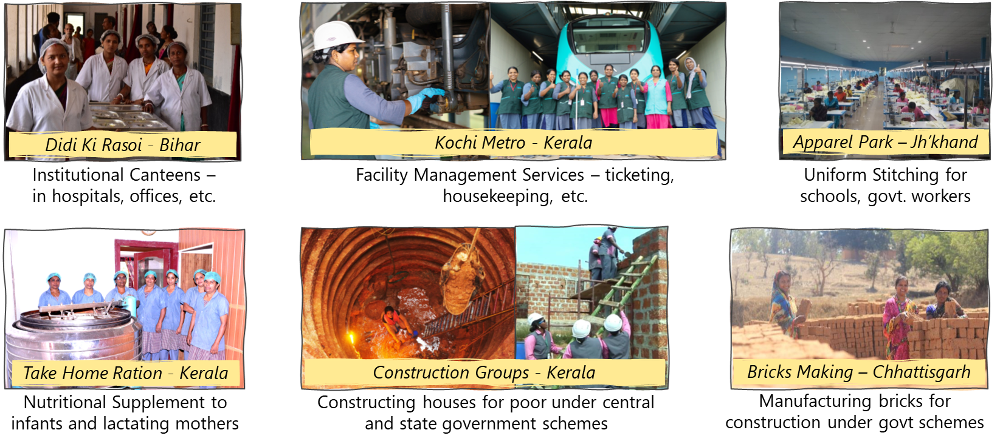 Didi Ki Rasoi - Bihar
Institutional Canteens –
in hospitals, offices, etc.
Kochi Metro - Kerala
Facility Management Services – ticketing,
housekeeping, etc.
Apparel Park – Jh'khand
Uniform Stitching for
schools, govt. workers
Take Home Ration - Kerala
Nutritional Supplement to
infants and lactating mothers
Construction Groups - Kerala
Constructing houses for poor under central
and state government schemes
Bricks Making – Chhattisgarh
Manufacturing bricks for
construction under govt schemes